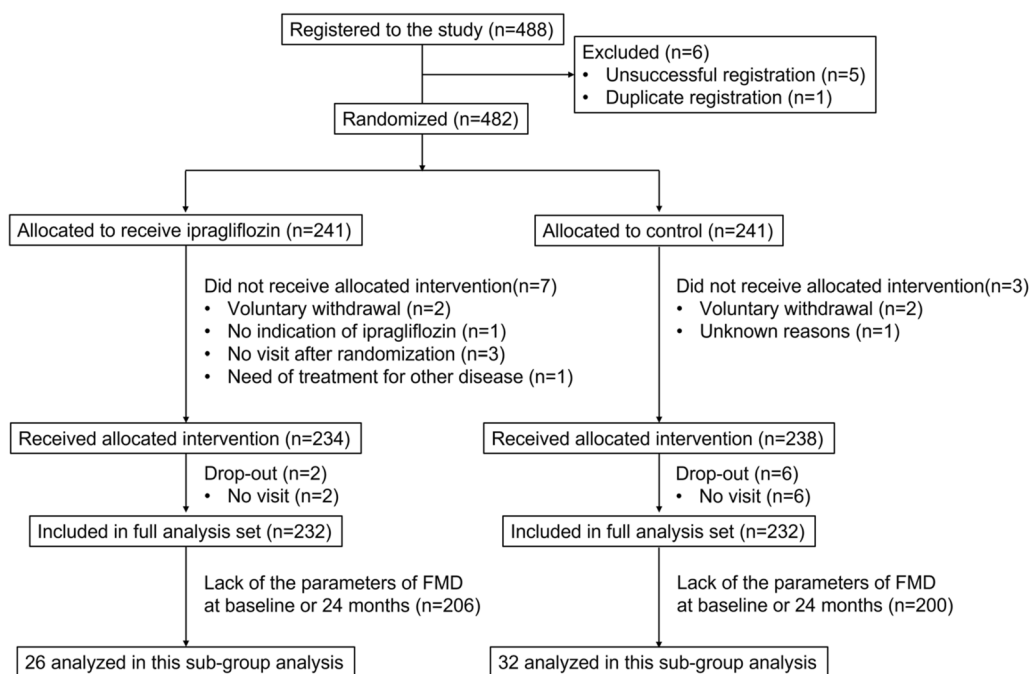 Registered to the study (n=488)
Excluded (n=6)
• Unsuccessful registration (n=5)
• Duplicate registration (n=1)
Randomized (n=482)
Allocated to receive ipragliflozin (n=241)
Allocated to control (n=241)
Did not receive allocated intervention(n=7)
• Voluntary withdrawal (n=2)
• No indication of ipragliflozin (n=1)
• No visit after randomization (n=3)
• Need of treatment for other disease (n=1)
Did not receive allocated intervention(n=3)
• Voluntary withdrawal (n=2)
• Unknown reasons (n=1)
Received allocated intervention (n=234)
Received allocated intervention (n=238)
Drop-out (n=2)
• No visit (n=2)
Drop-out (n=6)
• No visit (n=6)
Included in full analysis set (n=232)
Included in full analysis set (n=232)
Lack of the parameters of FMD
at baseline or 24 months (n=206)
Lack of the parameters of FMD
at baseline or 24 months (n=200)
26 analyzed in this sub-group analysis
32 analyzed in this sub-group analysis